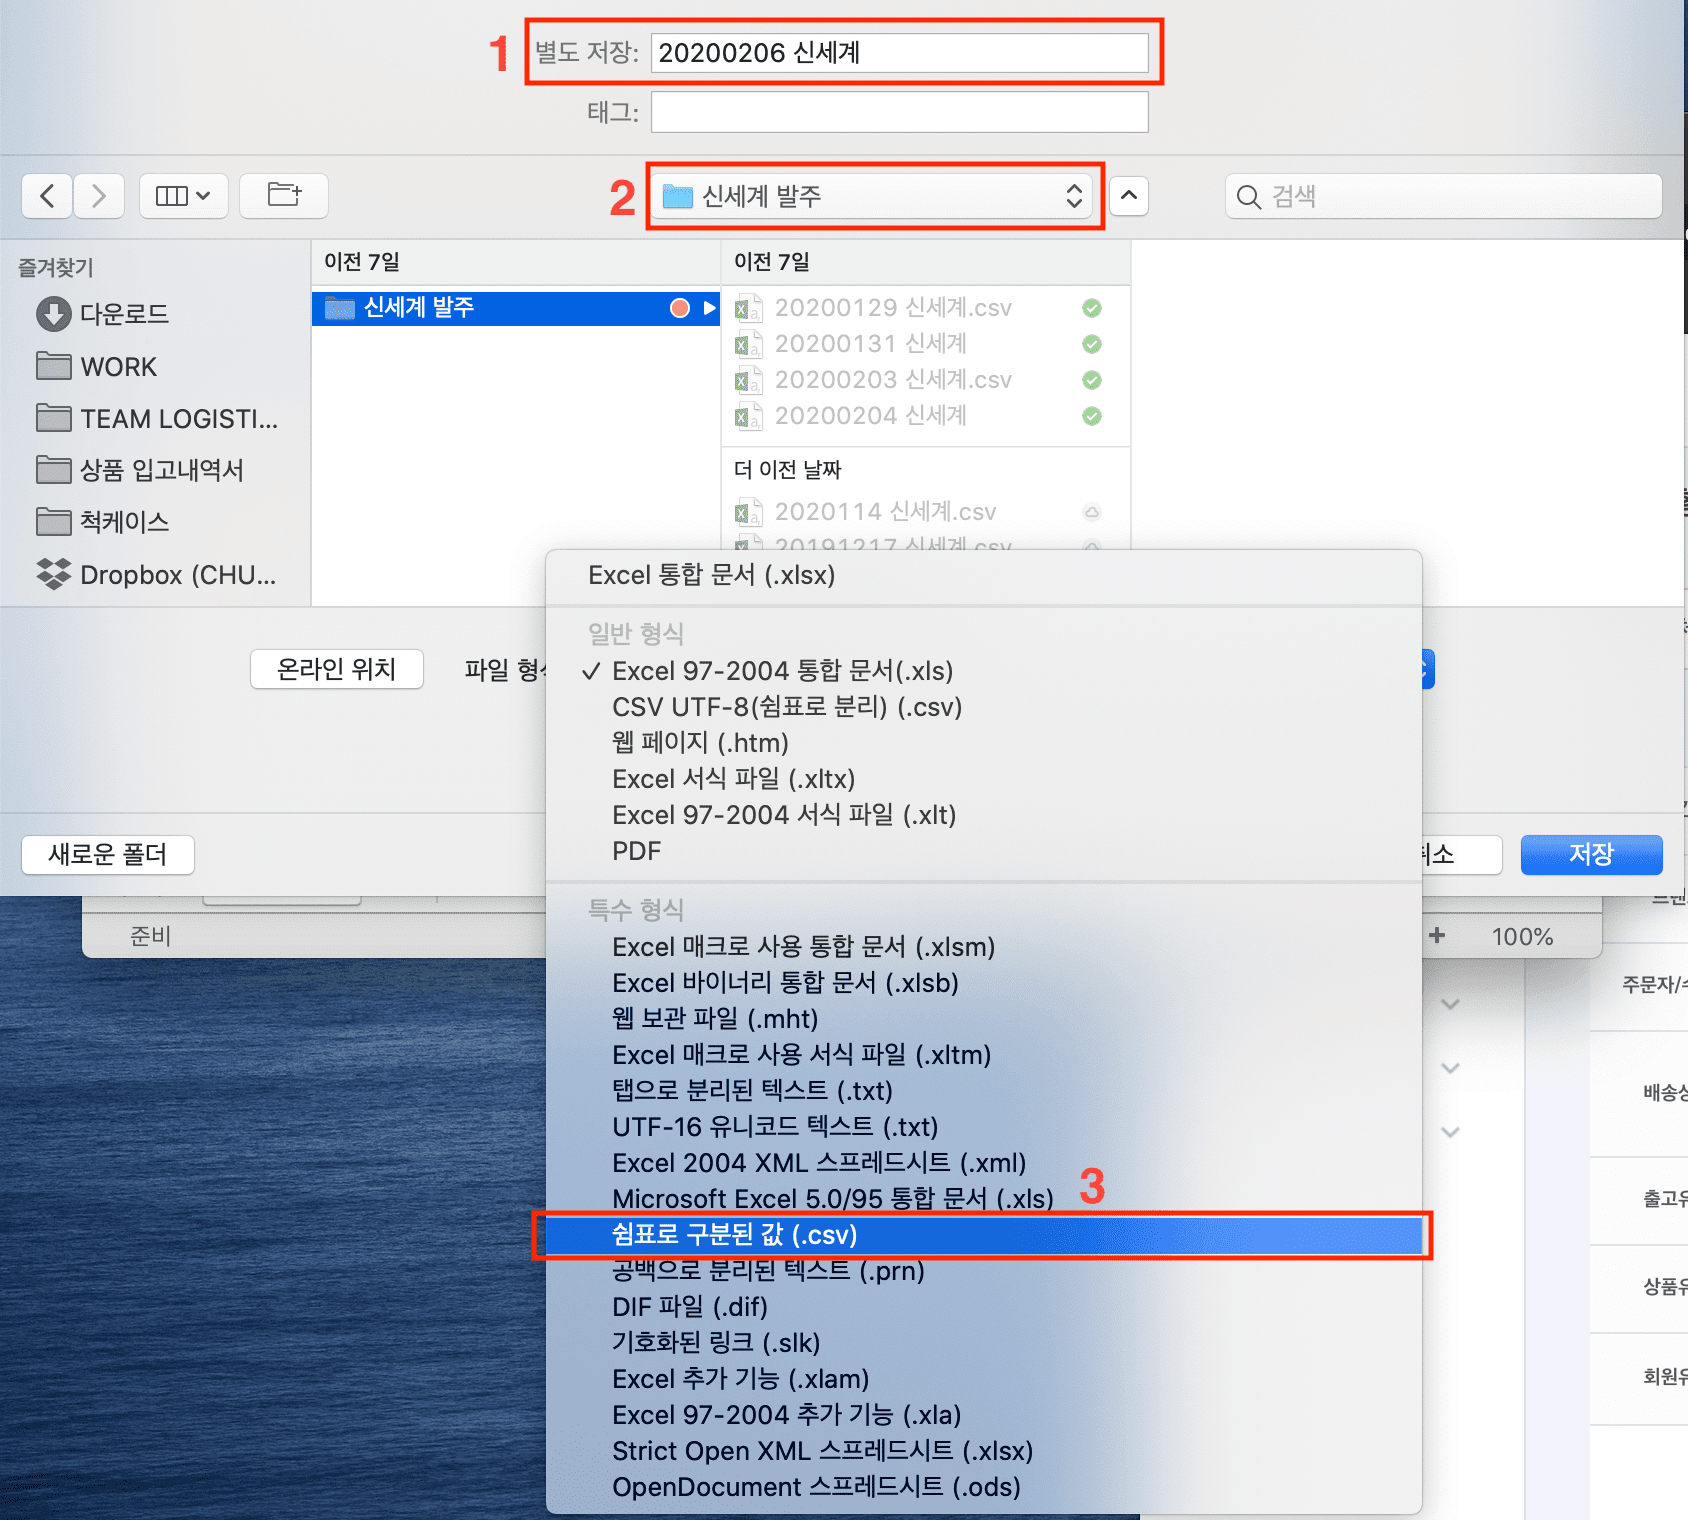 1
별도 저장: 20200206 신세계
태그:
2
신세계 발주
검색
즐겨찾기
다운로드
WORK
TEAM LOGISTI...
상품 입고내역서
척케이스
Dropbox (CHU...
이전 7일
신세계 발주
이전 7일
20200129 신세계.csv
20200131 신세계
20200203 신세계.csv
20200204 신세계
더 이전 날짜
2020114 신세계.csv
20191217 신세계.csv
온라인 위치
파일 형식
Excel 통합 문서 (.xlsx)
일반 형식
✓ Excel 97-2004 통합 문서(.xls)
CSV UTF-8(쉼표로 분리) (.csv)
웹 페이지 (.htm)
Excel 서식 파일 (.xltx)
Excel 97-2004 서식 파일 (.xlt)
PDF
특수 형식
Excel 매크로 사용 통합 문서 (.xlsm)
Excel 바이너리 통합 문서 (.xlsb)
웹 보관 파일 (.mht)
Excel 매크로 사용 서식 파일 (.xltm)
탭으로 분리된 텍스트 (.txt)
UTF-16 유니코드 텍스트 (.txt)
Excel 2004 XML 스프레드시트 (.xml)
Microsoft Excel 5.0/95 통합 문서 (.xls)
3
쉼표로 구분된 값 (.csv)
공백으로 분리된 텍스트 (.prn)
DIF 파일 (.dif)
기호화된 링크 (.slk)
Excel 추가 기능 (.xlam)
Excel 97-2004 추가 기능 (.xla)
Strict Open XML 스프레드시트 (.xlsx)
OpenDocument 스프레드시트 (.ods)
새로운 폴더
취소
저장
준비
+ 100%
주문자/
배송상
출고유
상품유
회원유